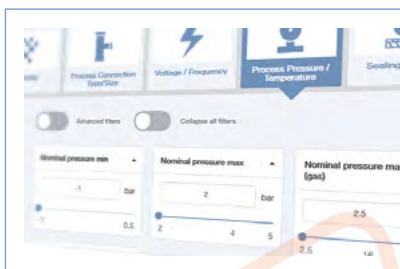 Process Connection
Type/Size
Voltage / Frequency
Process Pressure /
Temperature
Sealing
Advanced filters
Collapse all filters
Nominal pressure min
Nominal pressure max
Nominal pressure ma
(gas)
-1 bar
2 bar
2.5
-1 0.5
2 4 5
2.5 16